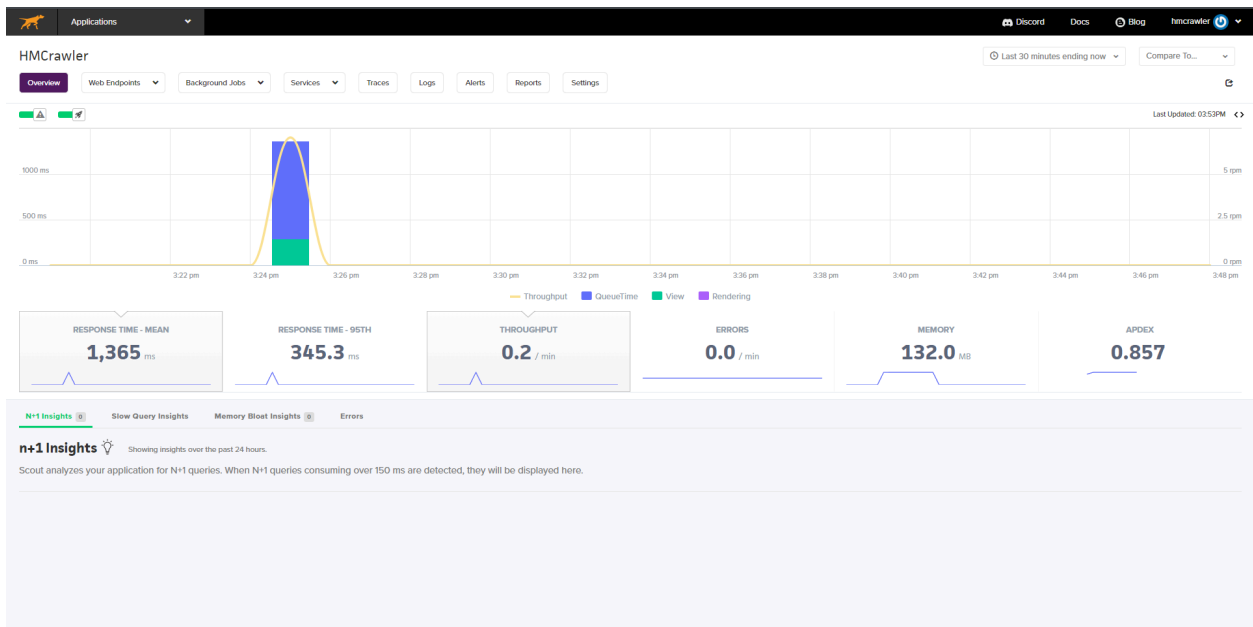 Applications
Discord Docs Blog hmcrawler
HMCrawler
Last 30 minutes ending now Compare To...
Overview Web Endpoints Background Jobs Services Traces Logs Alerts Reports Settings
Last Updated: 03:53PM
1000 ms 5 rpm
500 ms 2.5 rpm
0 ms 0 rpm
3:22 pm 3:24 pm 3:26 pm 3:28 pm 3:30 pm 3:32 pm 3:34 pm 3:36 pm 3:38 pm 3:40 pm 3:42 pm 3:44 pm 3:46 pm 3:48 pm
Throughput QueueTime View Rendering
RESPONSE TIME - MEAN RESPONSE TIME - 95TH THROUGHPUT ERRORS MEMORY APDEX
1,365 ms 345.3 ms 0.2 / min 0.0 / min 132.0 MB 0.857
N+1 Insights 0 Slow Query Insights Memory Bloat Insights 0 Errors
n+1 Insights Showing insights over the past 24 hours.
Scout analyzes your application for N+1 queries. When N+1 queries consuming over 150 ms are detected, they will be displayed here.